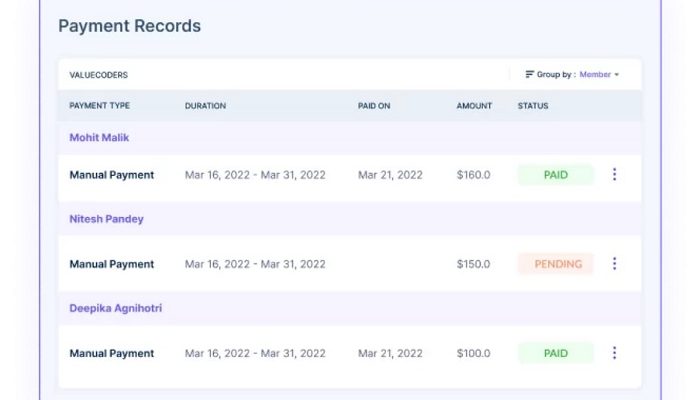 Payment Records
VALUECODERS Group by : Member
PAYMENT TYPE DURATION PAID ON AMOUNT STATUS
Mohit Malik
Manual Payment Mar 16, 2022 - Mar 31, 2022 Mar 21, 2022 $160.0 PAID
Nitesh Pandey
Manual Payment Mar 16, 2022 - Mar 31, 2022 $150.0 PENDING
Deepika Agnihotri
Manual Payment Mar 16, 2022 - Mar 31, 2022 Mar 21, 2022 $100.0 PAID